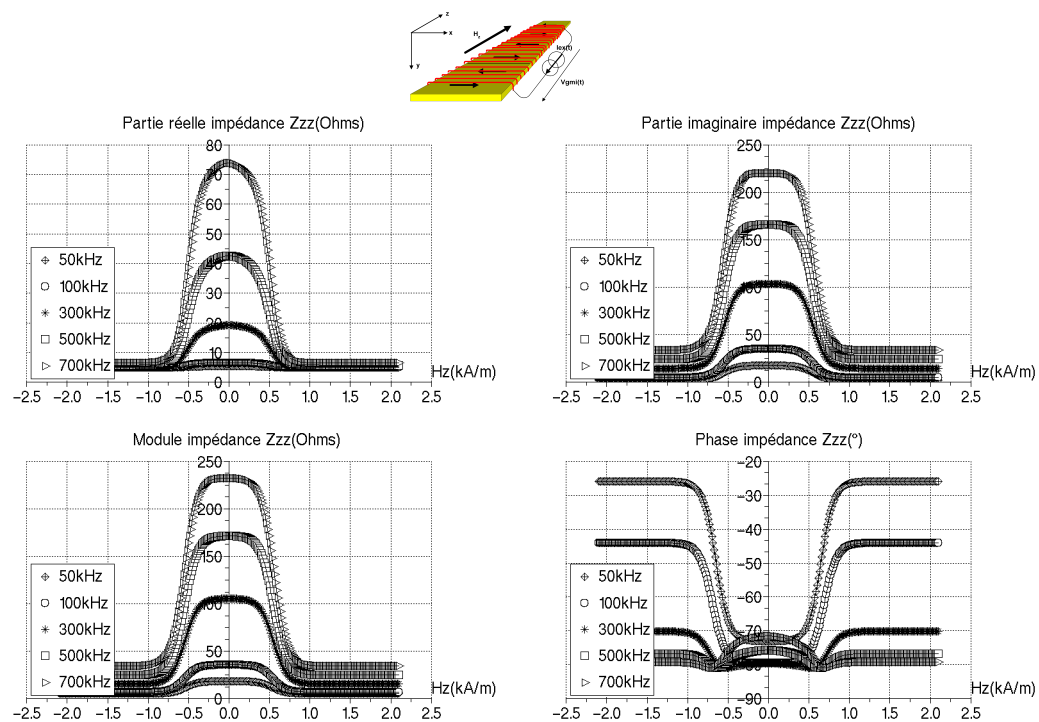 z
x
y
Hz
Iex(t)
Vgmi(t)
Partie réelle impédance Zzz(Ohms)
80
70
60
50
40
30
20
10
0
50kHz
100kHz
300kHz
500kHz
700kHz
Hz(kA/m)
−2.5 −2.0 −1.5 −1.0 −0.5 0.0 0.5 1.0 1.5 2.0 2.5
Partie imaginaire impédance Zzz(Ohms)
250
200
150
100
50
0
50kHz
100kHz
300kHz
500kHz
700kHz
Hz(kA/m)
−2.5 −2.0 −1.5 −1.0 −0.5 0.0 0.5 1.0 1.5 2.0 2.5
Module impédance Zzz(Ohms)
250
200
150
100
50
0
50kHz
100kHz
300kHz
500kHz
700kHz
Hz(kA/m)
−2.5 −2.0 −1.5 −1.0 −0.5 0.0 0.5 1.0 1.5 2.0 2.5
Phase impédance Zzz(°)
−20
−30
−40
−50
−60
−70
−80
−90
50kHz
100kHz
300kHz
500kHz
700kHz
Hz(kA/m)
−2.5 −2.0 −1.5 −1.0 −0.5 0.0 0.5 1.0 1.5 2.0 2.5